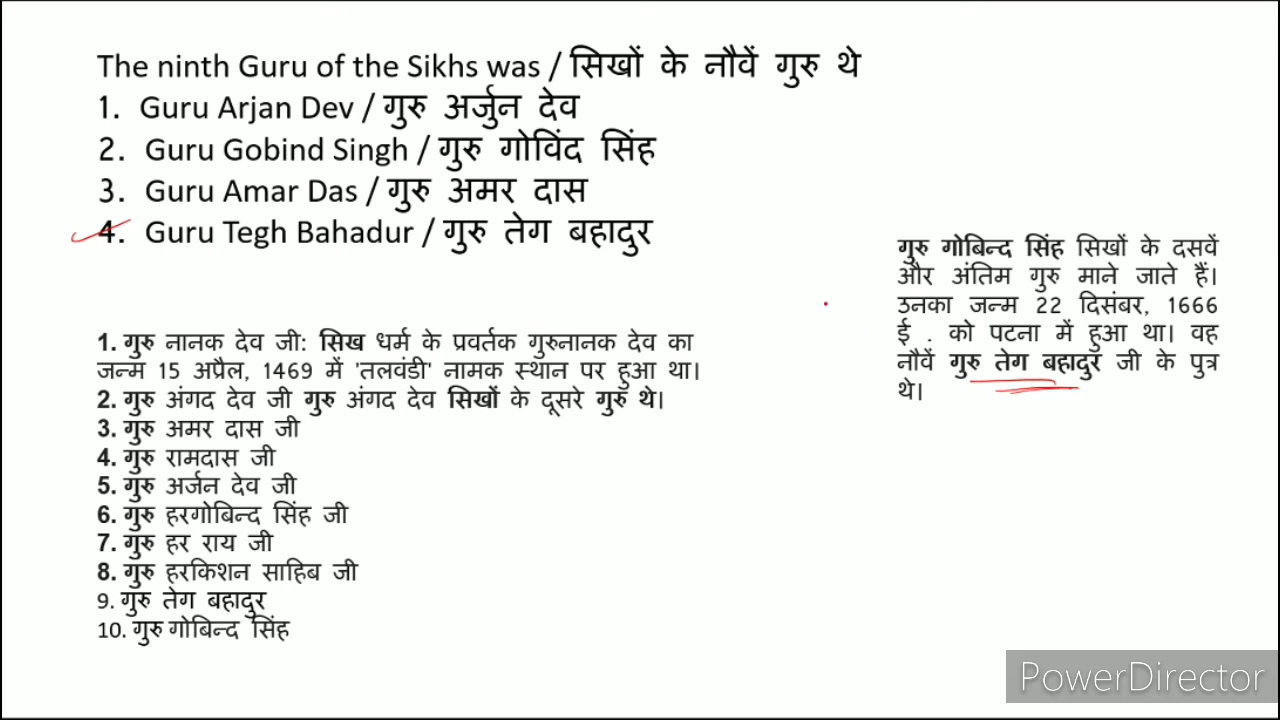 The ninth Guru of the Sikhs was / सिखों के नौवें गुरु थे
1. Guru Arjan Dev / गुरु अर्जुन देव
2. Guru Gobind Singh / गुरु गोविंद सिंह
3. Guru Amar Das / गुरु अमर दास
4. Guru Tegh Bahadur / गुरु तेग बहादुर
गुरु गोबिन्द सिंह सिखों के दसवें
और अंतिम गुरु माने जाते हैं।
उनका जन्म 22 दिसंबर, 1666
ई . को पटना में हुआ था। वह
नौवें गुरु तेग बहादुर जी के पुत्र
थे।
1. गुरु नानक देव जी: सिख धर्म के प्रवर्तक गुरुनानक देव का
जन्म 15 अप्रैल, 1469 में 'तलवंडी' नामक स्थान पर हुआ था।
2. गुरु अंगद देव जी गुरु अंगद देव सिखों के दूसरे गुरु थे।
3. गुरु अमर दास जी
4. गुरु रामदास जी
5. गुरु अर्जन देव जी
6. गुरु हरगोबिन्द सिंह जी
7. गुरु हर राय जी
8. गुरु हरकिशन साहिब जी
9. गुरु तेग बहादुर
10. गुरु गोबिन्द सिंह
PowerDirector